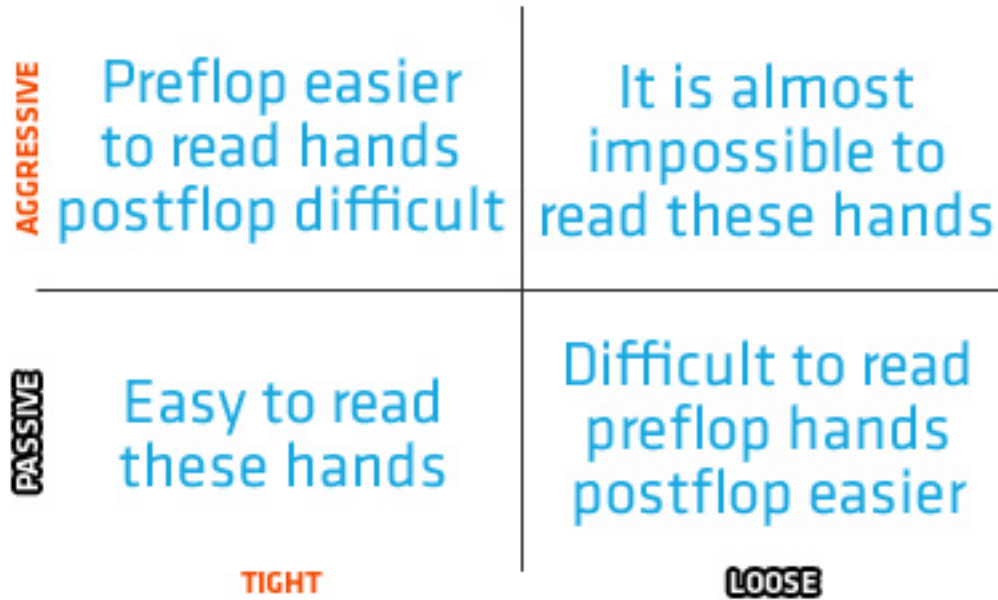 AGGRESSIVE
Preflop easier
to read hands
postflop difficult
It is almost
impossible to
read these hands
PASSIVE
Easy to read
these hands
Difficult to read
preflop hands
postflop easier
TIGHT
LOOSE